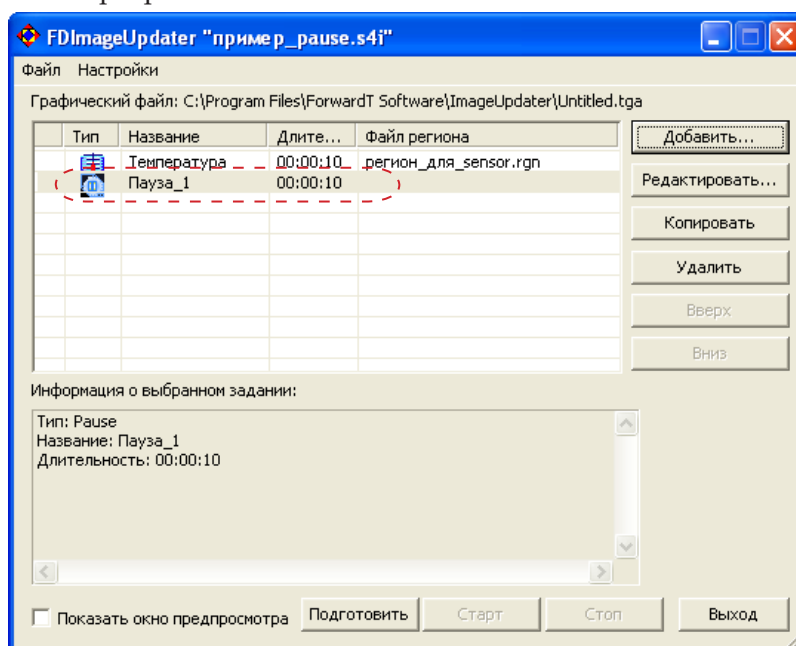 FDImageUpdater "пример_pause.s4i"
Файл Настройки
Графический файл: C:\Program Files\ForwardT Software\ImageUpdater\Untitled.tga
Тип Название Длите... Файл региона
Температура 00:00:10 регион_для_sensor.rgn
Пауза_1 00:00:10
Добавить...
Редактировать...
Копировать
Удалить
Вверх
Вниз
Информация о выбранном задании:
Тип: Pause
Название: Пауза_1
Длительность: 00:00:10
Показать окно предпросмотра Подготовить Старт Стоп Выход